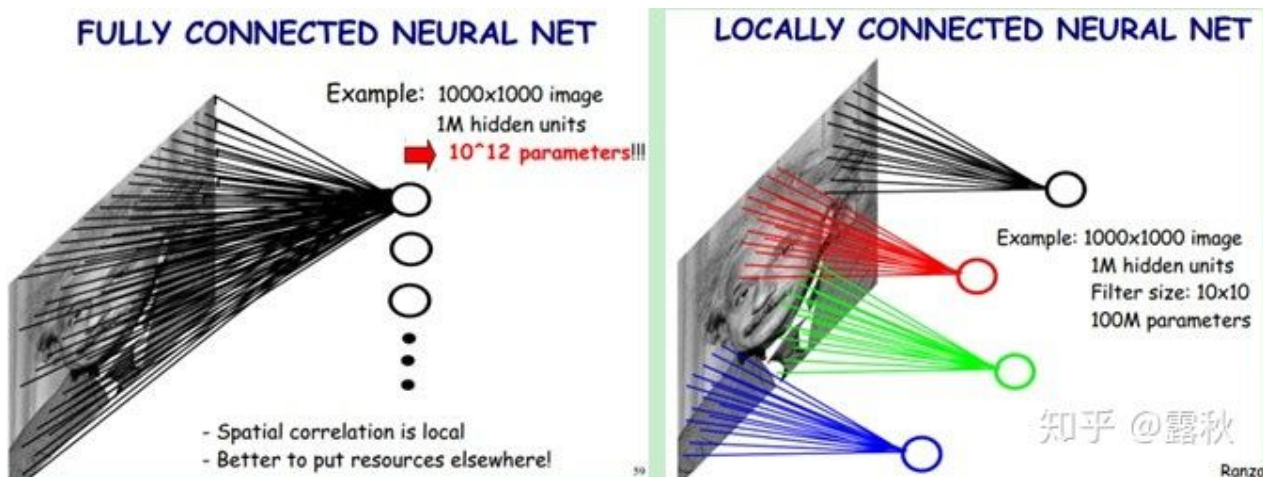 FULLY CONNECTED NEURAL NET
Example: 1000x1000 image
1M hidden units
10^12 parameters!!!
- Spatial correlation is local
- Better to put resources elsewhere!
59
LOCALLY CONNECTED NEURAL NET
Example: 1000x1000 image
1M hidden units
Filter size: 10x10
100M parameters
知乎 @露秋
Ranza